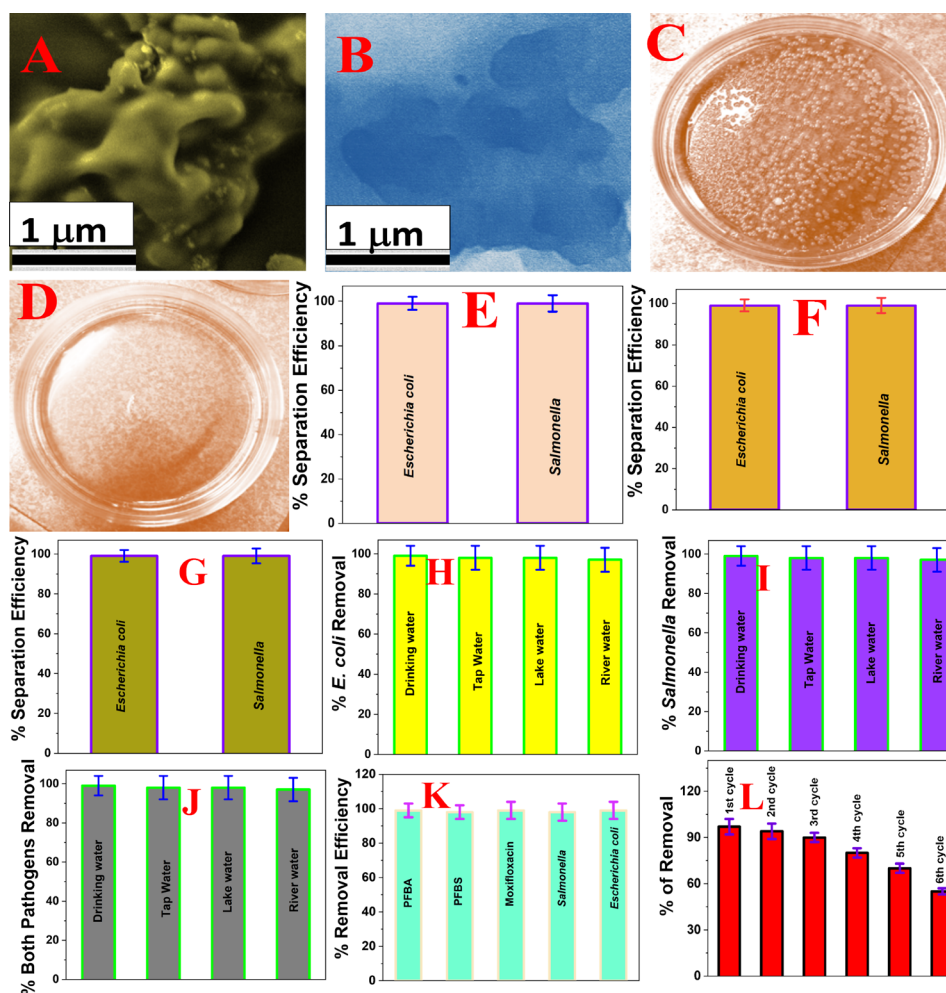 A
1 μm
B
1 μm
C
D
% Separation Efficiency
100
80
60
40
20
0
Escherichia coli
Salmonella
E
% Separation Efficiency
100
80
60
40
20
0
Escherichia coli
Salmonella
F
% Separation Efficiency
100
80
60
40
20
0
Escherichia coli
Salmonella
G
% E. coli Removal
100
80
60
40
20
0
Drinking water
Tap Water
Lake water
River water
H
% Salmonella Removal
100
80
60
40
20
0
Drinking water
Tap Water
Lake water
River water
I
% Both Pathogens Removal
100
80
60
40
20
0
Drinking water
Tap Water
Lake water
River water
J
% Removal Efficiency
120
100
80
60
40
20
0
PFBA
PFBS
Moxifloxacin
Salmonella
Escherichia coli
K
% of Removal
120
90
60
30
0
1st cycle
2nd cycle
3rd cycle
4th cycle
5th cycle
6th cycle
L